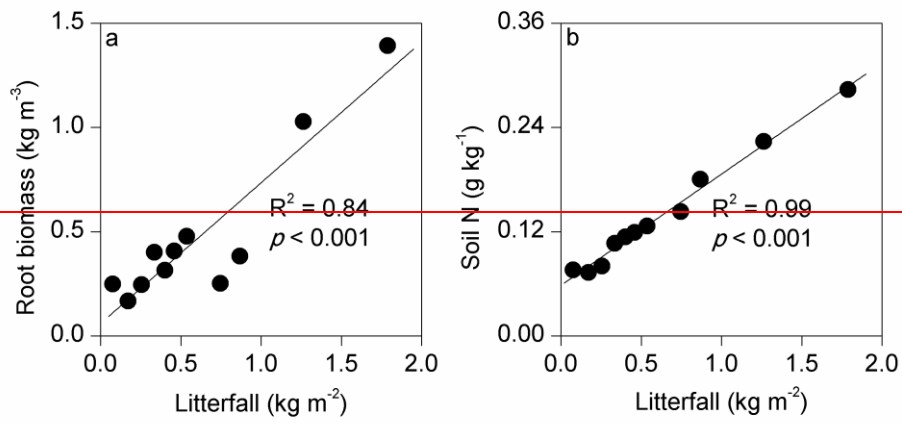 a
1.5
1.0
0.5
0.0
Root biomass (kg m-3)
R2 = 0.84
p < 0.001
0.0 0.5 1.0 1.5 2.0
Litterfall (kg m-2)
b
0.36
0.24
0.12
0.00
Soil N (g kg-1)
R2 = 0.99
p < 0.001
0.0 0.5 1.0 1.5 2.0
Litterfall (kg m-2)